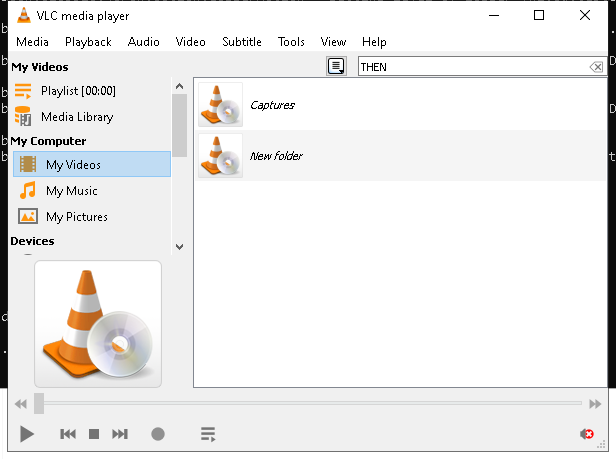 VLC media player
Media Playback Audio Video Subtitle Tools View Help
My Videos
THEN
Playlist [00:00]
Media Library
My Computer
My Videos
My Music
My Pictures
Devices
Captures
New folder